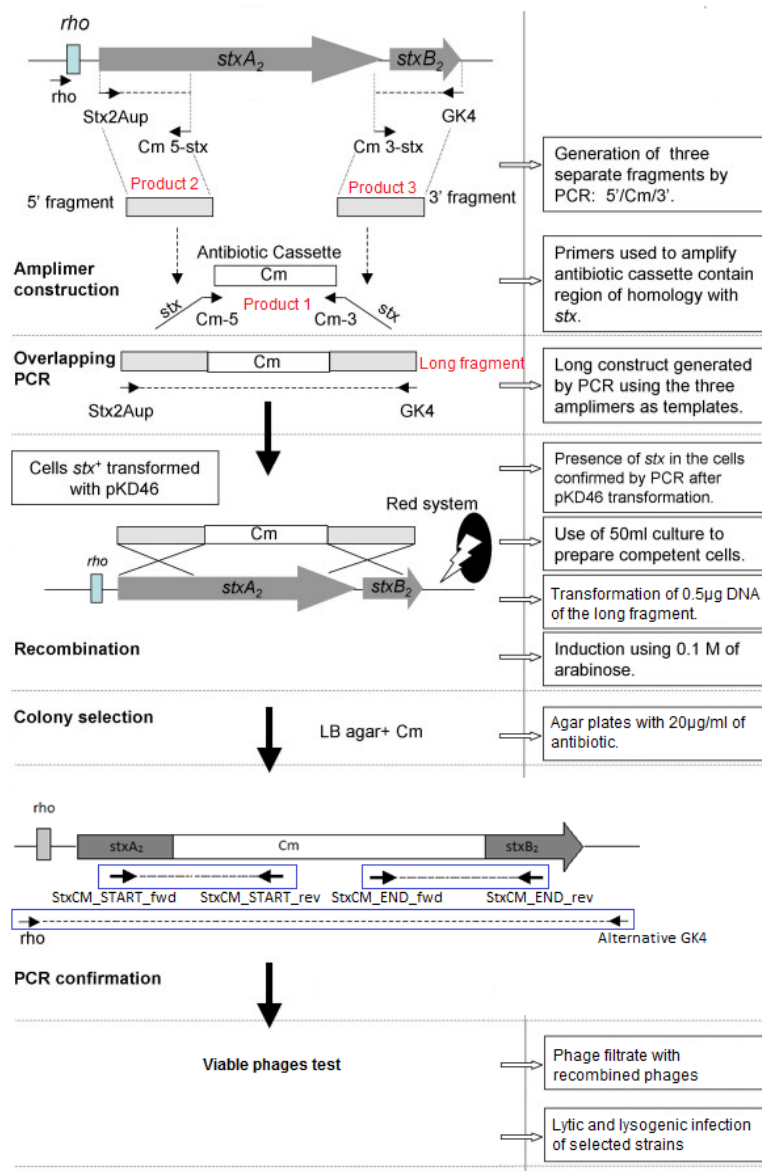 rho
stxA₂
stxB₂
rho
Stx2Aup
GK4
Cm 5-stx
Cm 3-stx
Product 2
Product 3
5' fragment
3' fragment
Generation of three
separate fragments by
PCR: 5'/Cm/3'.
Antibiotic Cassette
Cm
Amplimer
construction
stx
Product 1
stx
Cm-5
Cm-3
Primers used to amplify
antibiotic cassette contain
region of homology with
stx.
Overlapping
PCR
Cm
Long fragment
Stx2Aup
GK4
Long construct generated
by PCR using the three
amplimers as templates.
Cells stx⁺ transformed
with pKD46
Presence of stx in the cells
confirmed by PCR after
pKD46 transformation.
Red system
Cm
Use of 50ml culture to
prepare competent cells.
rho
stxA₂
stxB₂
Transformation of 0.5µg DNA
of the long fragment.
Recombination
Induction using 0.1 M of
arabinose.
Colony selection
LB agar+ Cm
Agar plates with 20µg/ml of
antibiotic.
rho
stxA₂
Cm
stxB₂
StxCM_START_fwd
StxCM_START_rev
StxCM_END_fwd
StxCM_END_rev
rho
Alternative GK4
PCR confirmation
Viable phages test
Phage filtrate with
recombined phages
Lytic and lysogenic infection
of selected strains